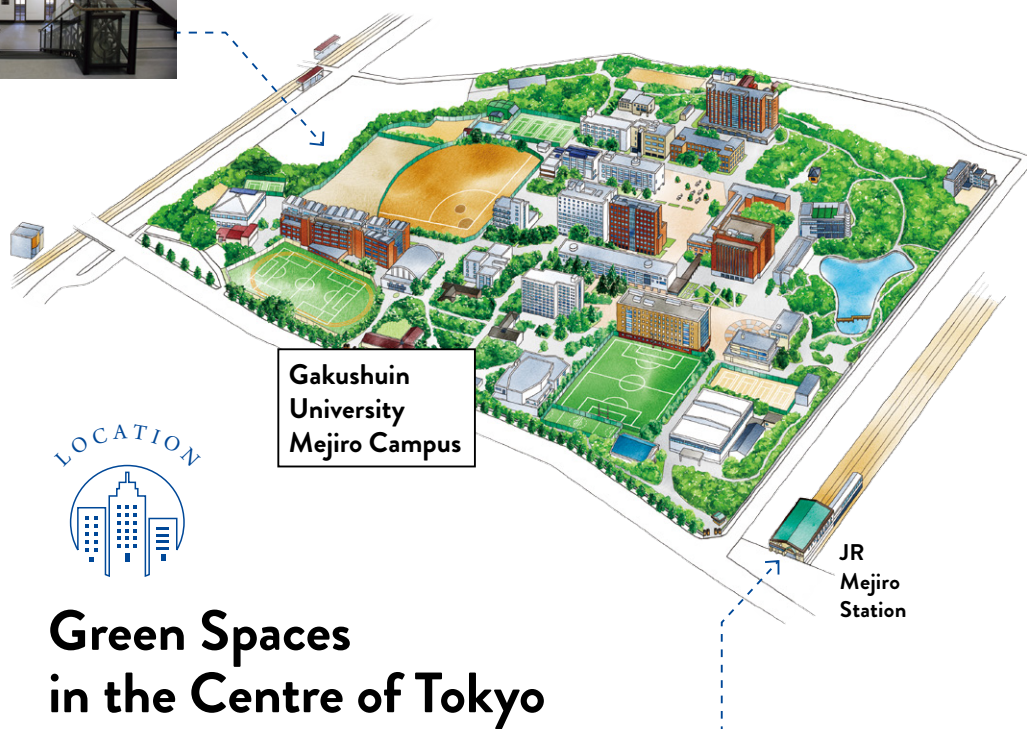 Gakushuin
University
Mejiro Campus
LOCATION
JR
Mejiro
Station
Green Spaces
in the Centre of Tokyo